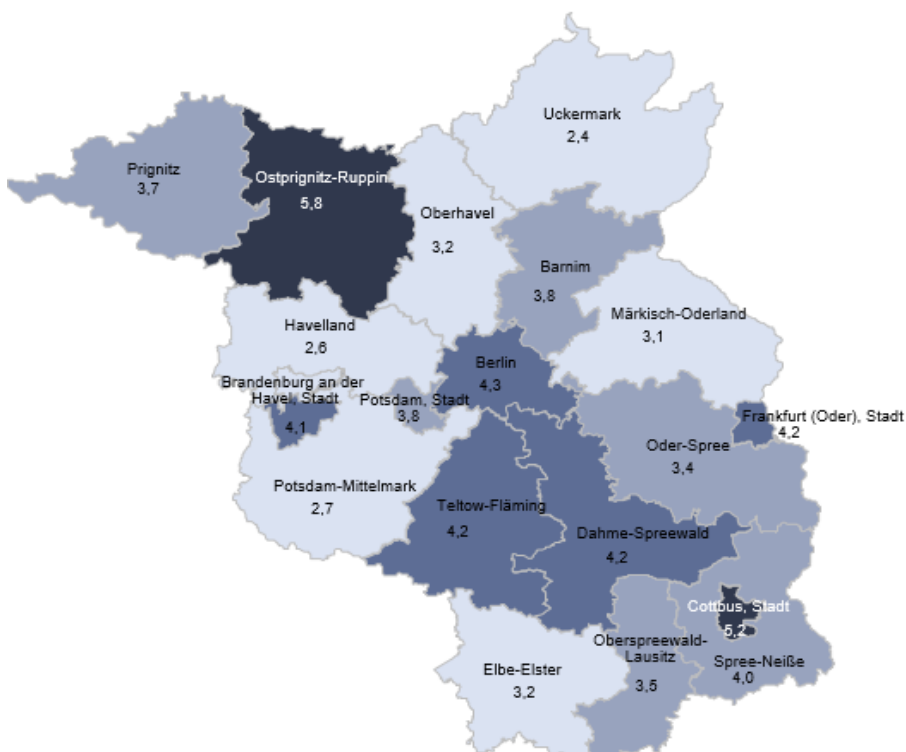 Uckermark
2,4
Prignitz
3,7
Ostprignitz-Ruppin
5,8
Oberhavel
3,2
Barnim
3,8
Märkisch-Oderland
3,1
Havelland
2,6
Berlin
4,3
Brandenburg an der
Havel, Stadt
4,1
Potsdam, Stadt
3,8
Frankfurt (Oder), Stadt
4,2
Oder-Spree
3,4
Potsdam-Mittelmark
2,7
Teltow-Fläming
4,2
Dahme-Spreewald
4,2
Cottbus, Stadt
5,2
Oberspreewald-
Lausitz
3,5
Spree-Neiße
4,0
Elbe-Elster
3,2